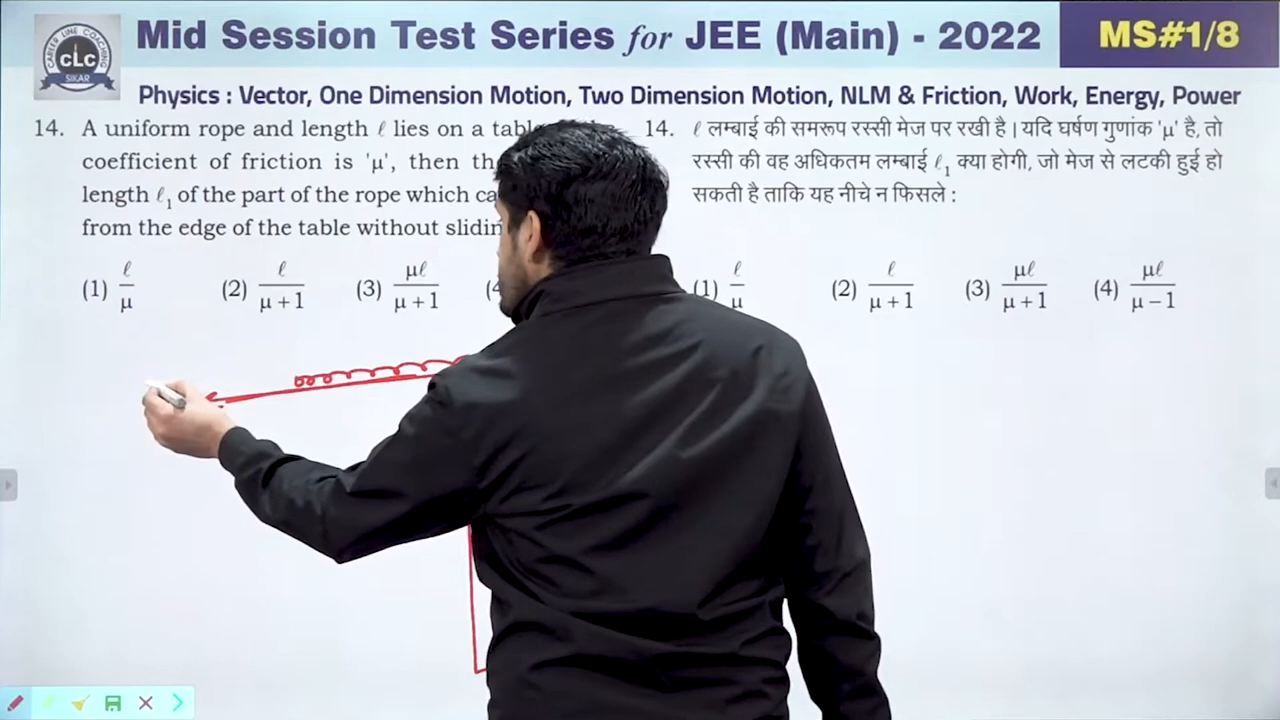 Mid Session Test Series for JEE (Main) - 2022
MS#1/8
CAREER LINE COACHING
CLC
SIKAR
Physics : Vector, One Dimension Motion, Two Dimension Motion, NLM & Friction, Work, Energy, Power
14. A uniform rope and length ℓ lies on a
coefficient of friction is 'μ', then
length ℓ₁ of the part of the rope which
from the edge of the table without
(1) ℓ/μ (2) ℓ/(μ + 1) (3) μℓ/(μ + 1)
14. ℓ लम्बाई की समरूप रस्सी मेज पर रखी है । यदि घर्षण गुणांक 'μ' है, तो
रस्सी की वह अधिकतम लम्बाई ℓ₁ क्या होगी, जो मेज से लटकी हुई हो
सकती है ताकि यह नीचे न फिसले :
(1) ℓ/μ (2) ℓ/(μ + 1) (3) μℓ/(μ + 1) (4) μℓ/(μ − 1)